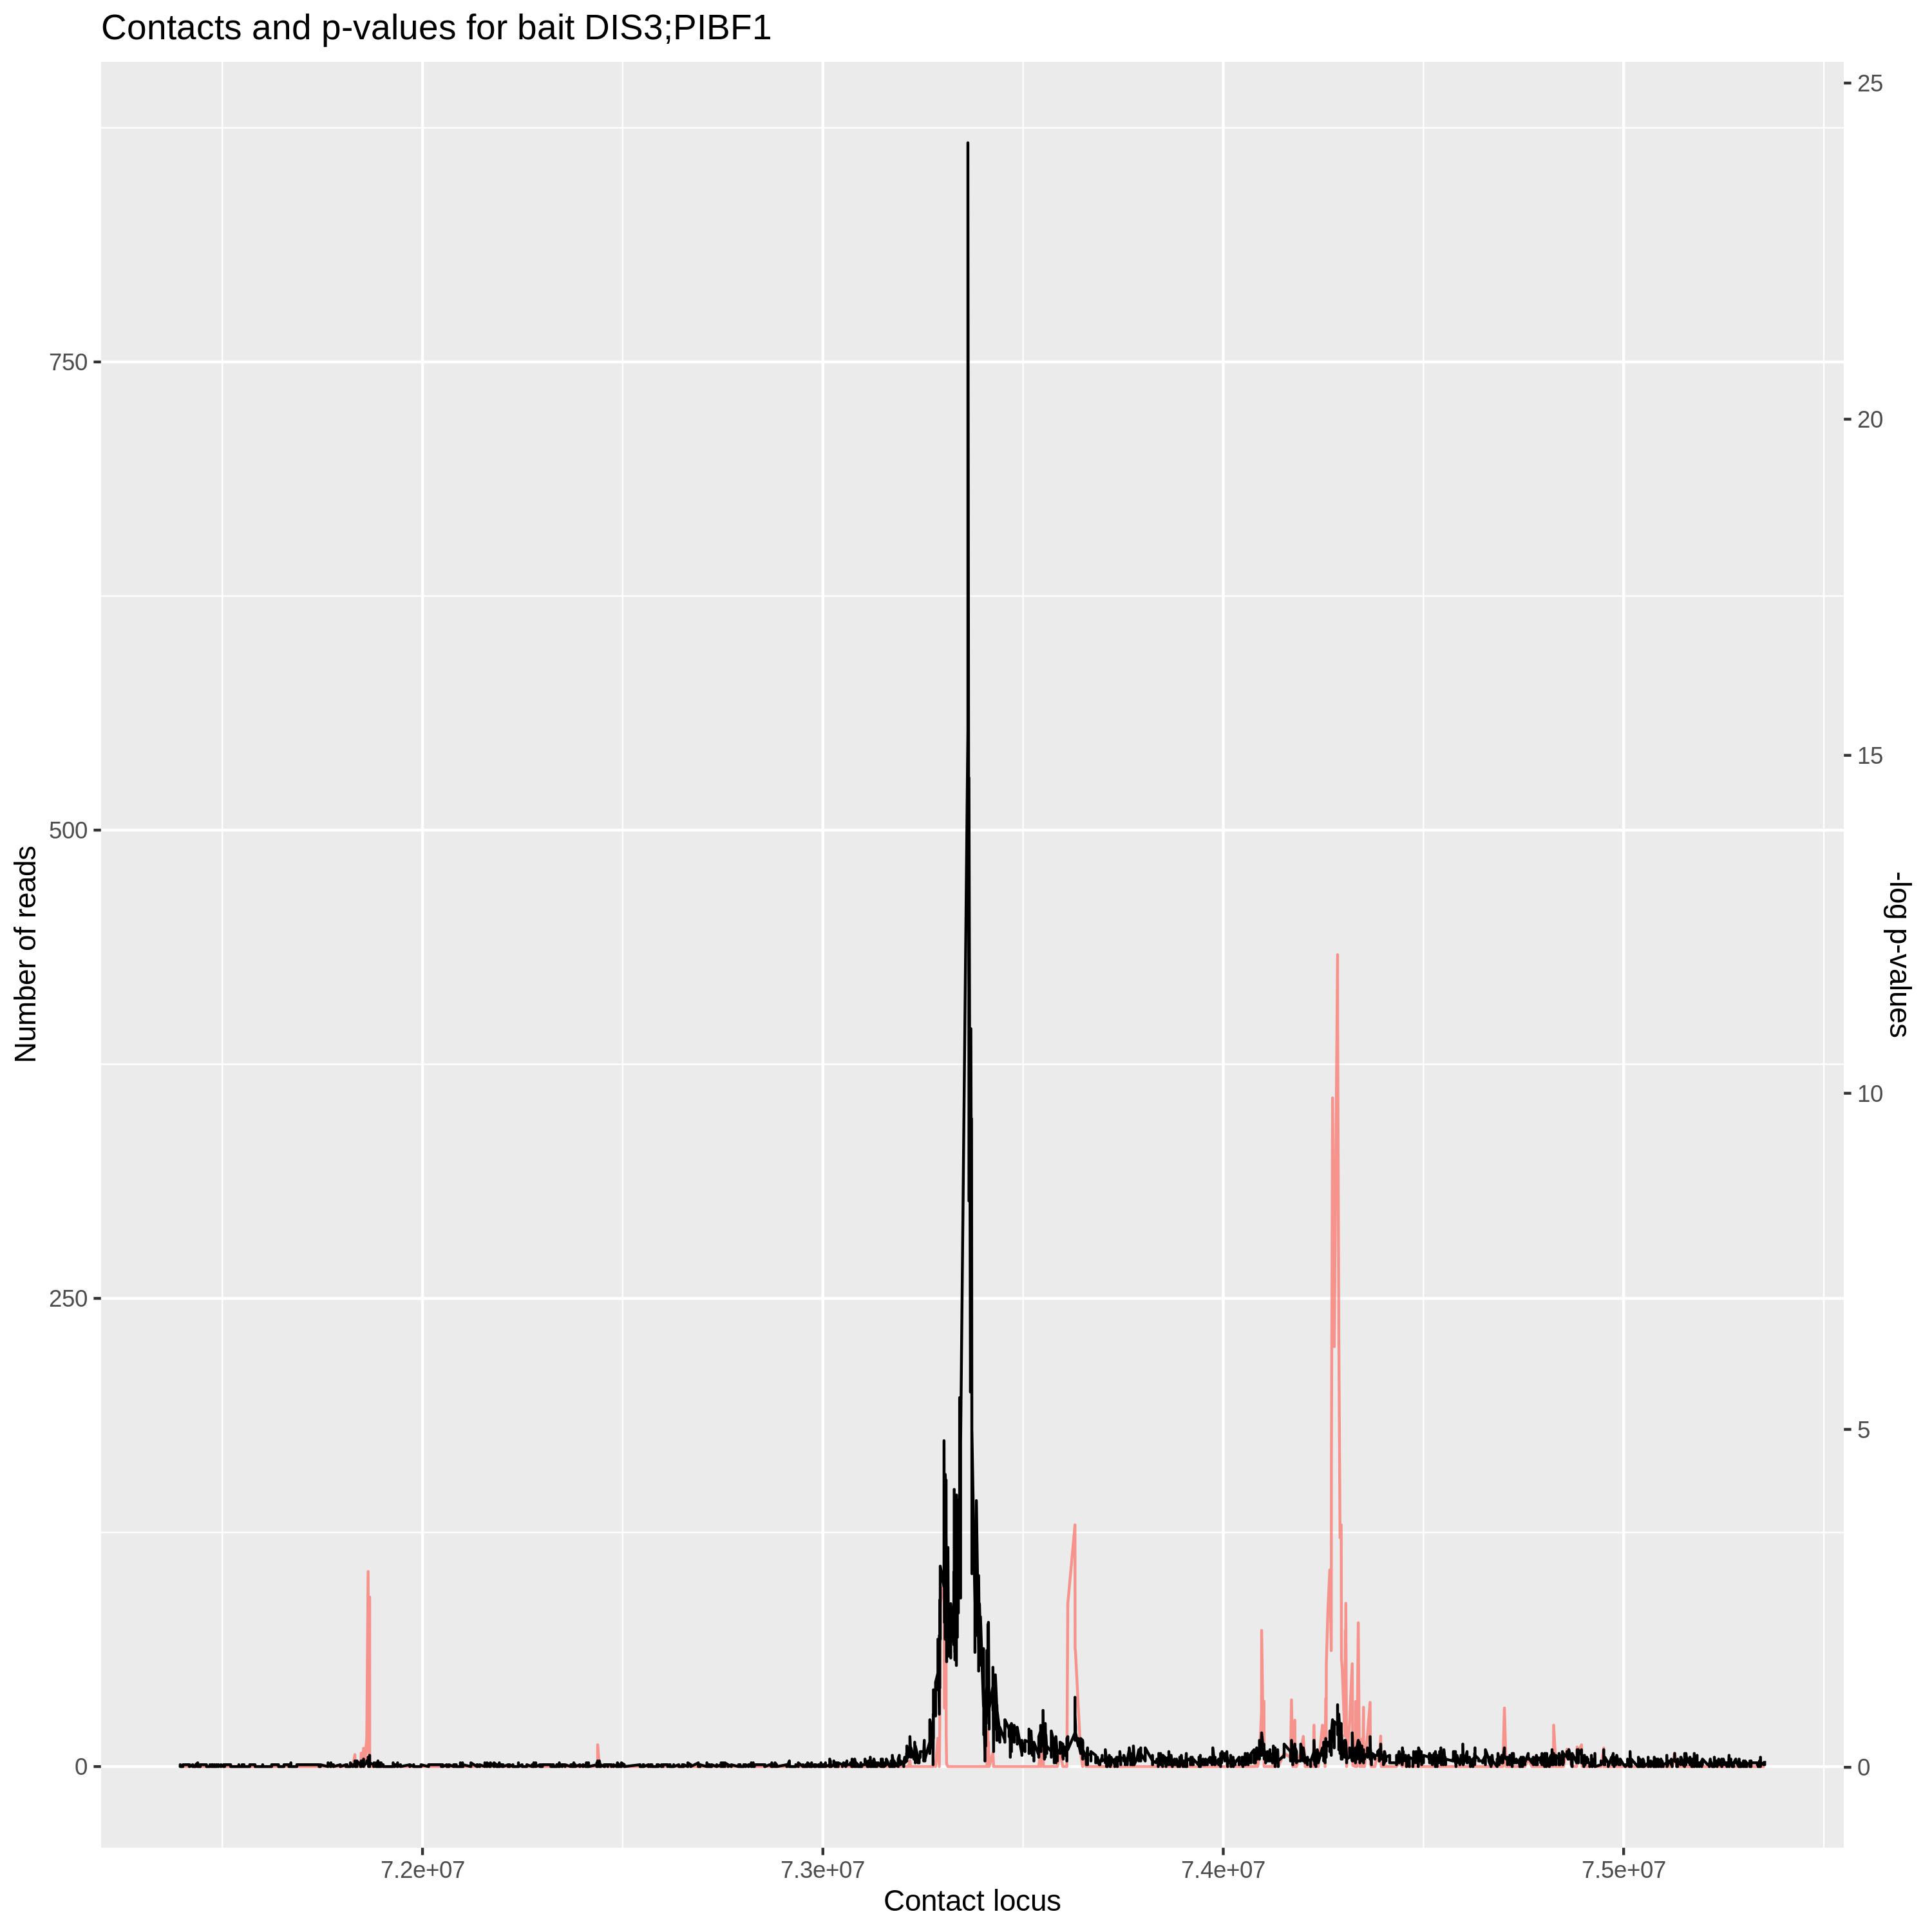 Contacts and p-values for bait DIS3;PIBF1
25
750
20
15
500
Number of reads
-log p-values
10
250
5
0
0
7.2e+07
7.3e+07
7.4e+07
7.5e+07
Contact locus